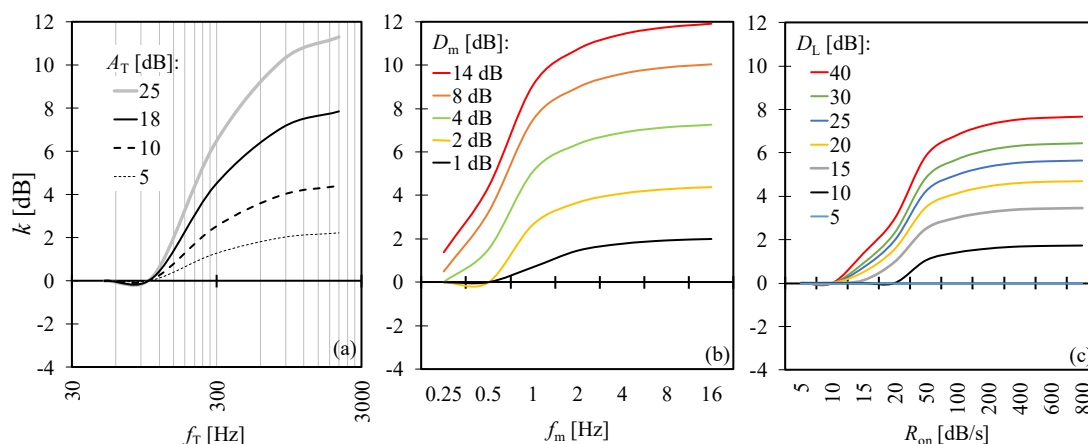 k [dB]
12
10
8
6
4
2
0
-2
-4
A_T [dB]:
25
18
10
5
(a)
30
300
3000
f_T [Hz]
12
10
8
6
4
2
0
-2
-4
D_m [dB]:
14 dB
8 dB
4 dB
2 dB
1 dB
(b)
0.25 0.5 1 2 4 8 16
f_m [Hz]
12
10
8
6
4
2
0
-2
-4
D_L [dB]:
40
30
25
20
15
10
5
(c)
5 10 15 20 50 100 200 400 600 800
R_on [dB/s]